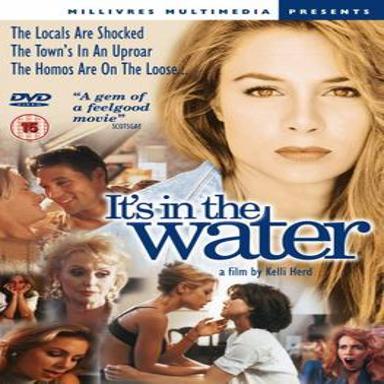 MILLIVRES MULTIMEDIA PRESENTS
The Locals Are Shocked
The Town's In An Uproar
The Homos Are On The Loose...
DVD
VIDEO
"A gem of
a feelgood
movie"
SCOTSGAY
15
It's in the
water
a film by Kelli Herd